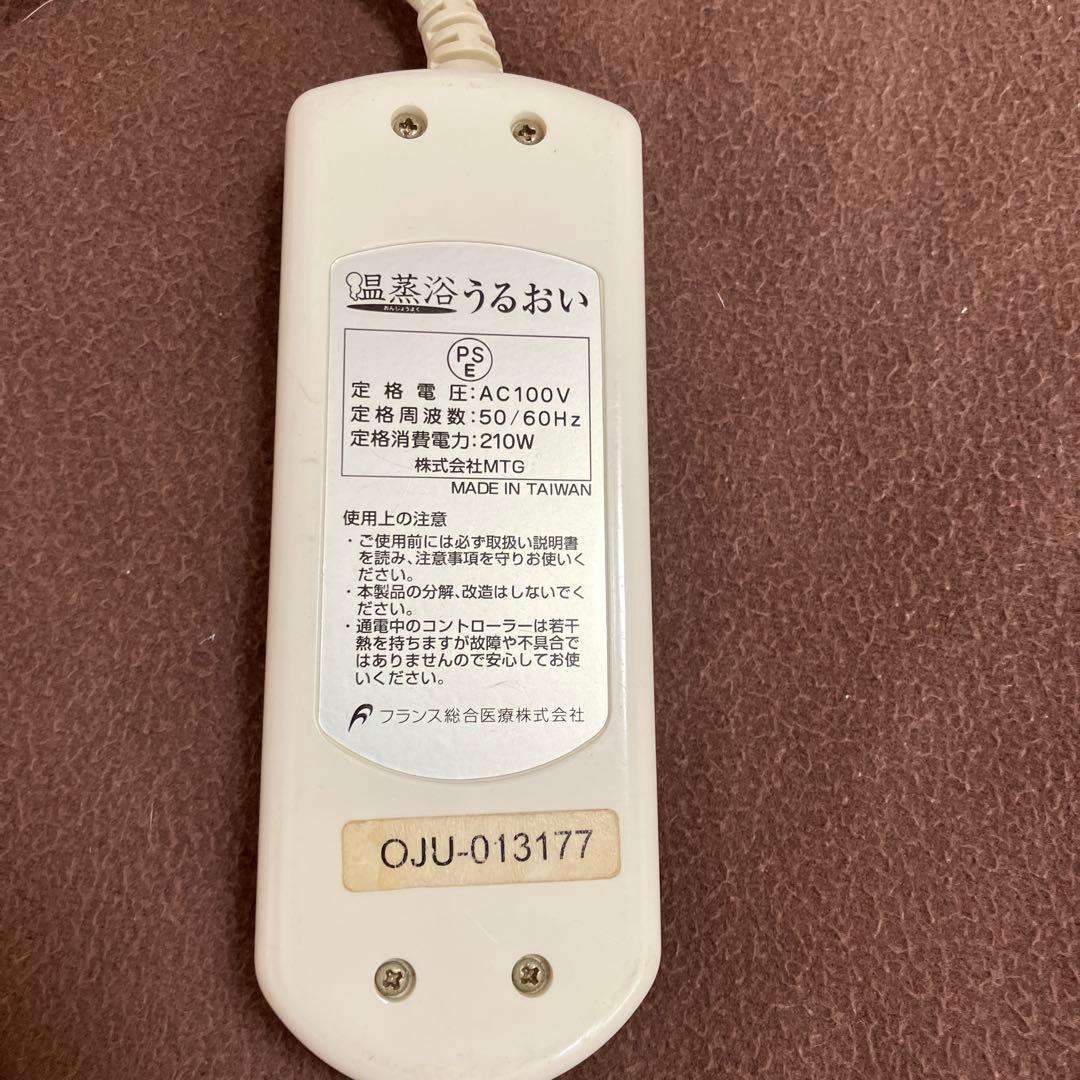 温蒸浴うるおい
おんじょうよく
PS
E
定格電圧:AC100V
定格周波数:50/60Hz
定格消費電力:210W
株式会社MTG
MADE IN TAIWAN
使用上の注意
・ご使用前には必ず取扱い説明書
を読み、注意事項を守りお使いく
ださい。
・本製品の分解、改造はしないでく
ださい。
・通電中のコントローラーは若干
熱を持ちますが故障や不具合で
はありませんので安心してお使
いください。
フランス総合医療株式会社
OJU-013177